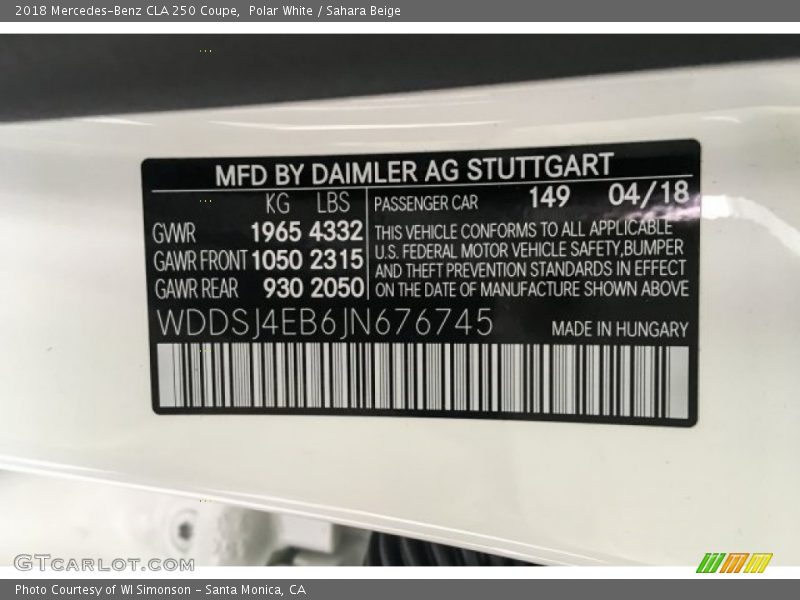 2018 Mercedes-Benz CLA 250 Coupe, Polar White / Sahara Beige
MFD BY DAIMLER AG STUTTGART
KG LBS
GWR 1965 4332
GAWR FRONT 1050 2315
GAWR REAR 930 2050
PASSENGER CAR 149 04/18
THIS VEHICLE CONFORMS TO ALL APPLICABLE
U.S. FEDERAL MOTOR VEHICLE SAFETY,BUMPER
AND THEFT PREVENTION STANDARDS IN EFFECT
ON THE DATE OF MANUFACTURE SHOWN ABOVE
WDDSJ4EB6JN676745
MADE IN HUNGARY
GTCARLOT.COM
Photo Courtesy of WI Simonson - Santa Monica, CA